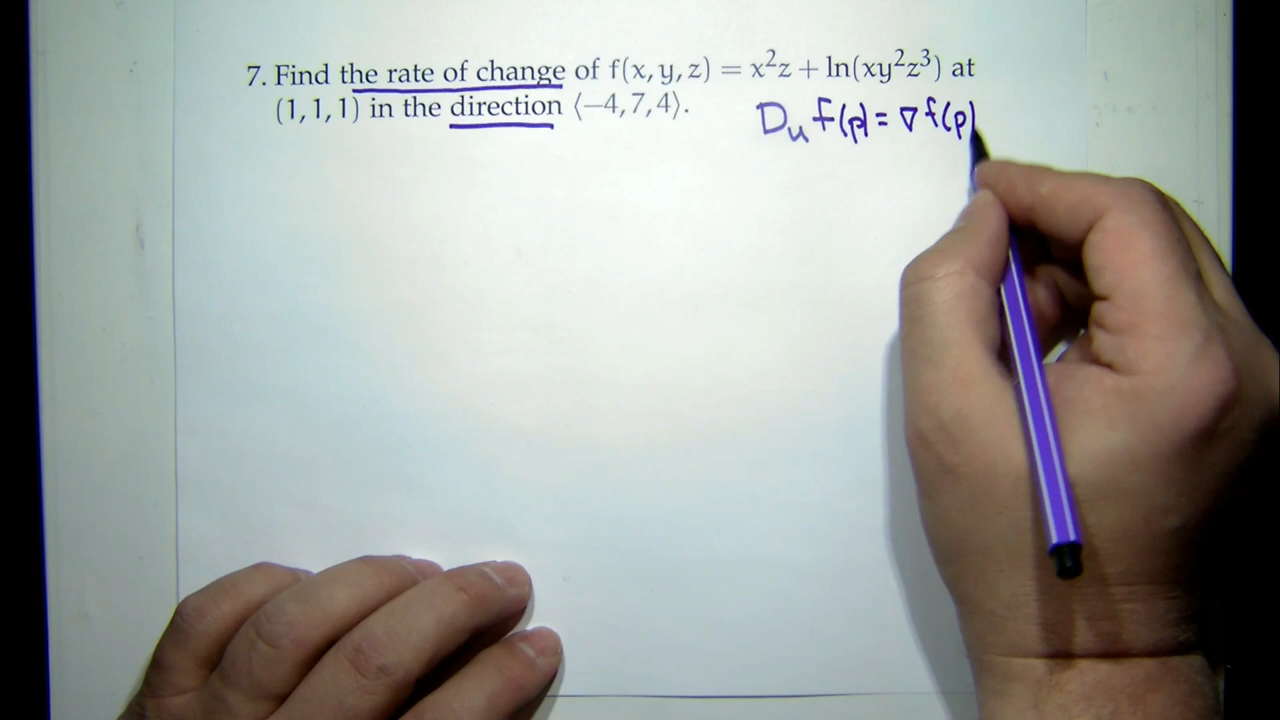 7. Find the rate of change of f(x, y, z) = x²z + ln(xy²z³) at
(1, 1, 1) in the direction ⟨−4, 7, 4⟩.
D_u f(p) = ∇f(p)